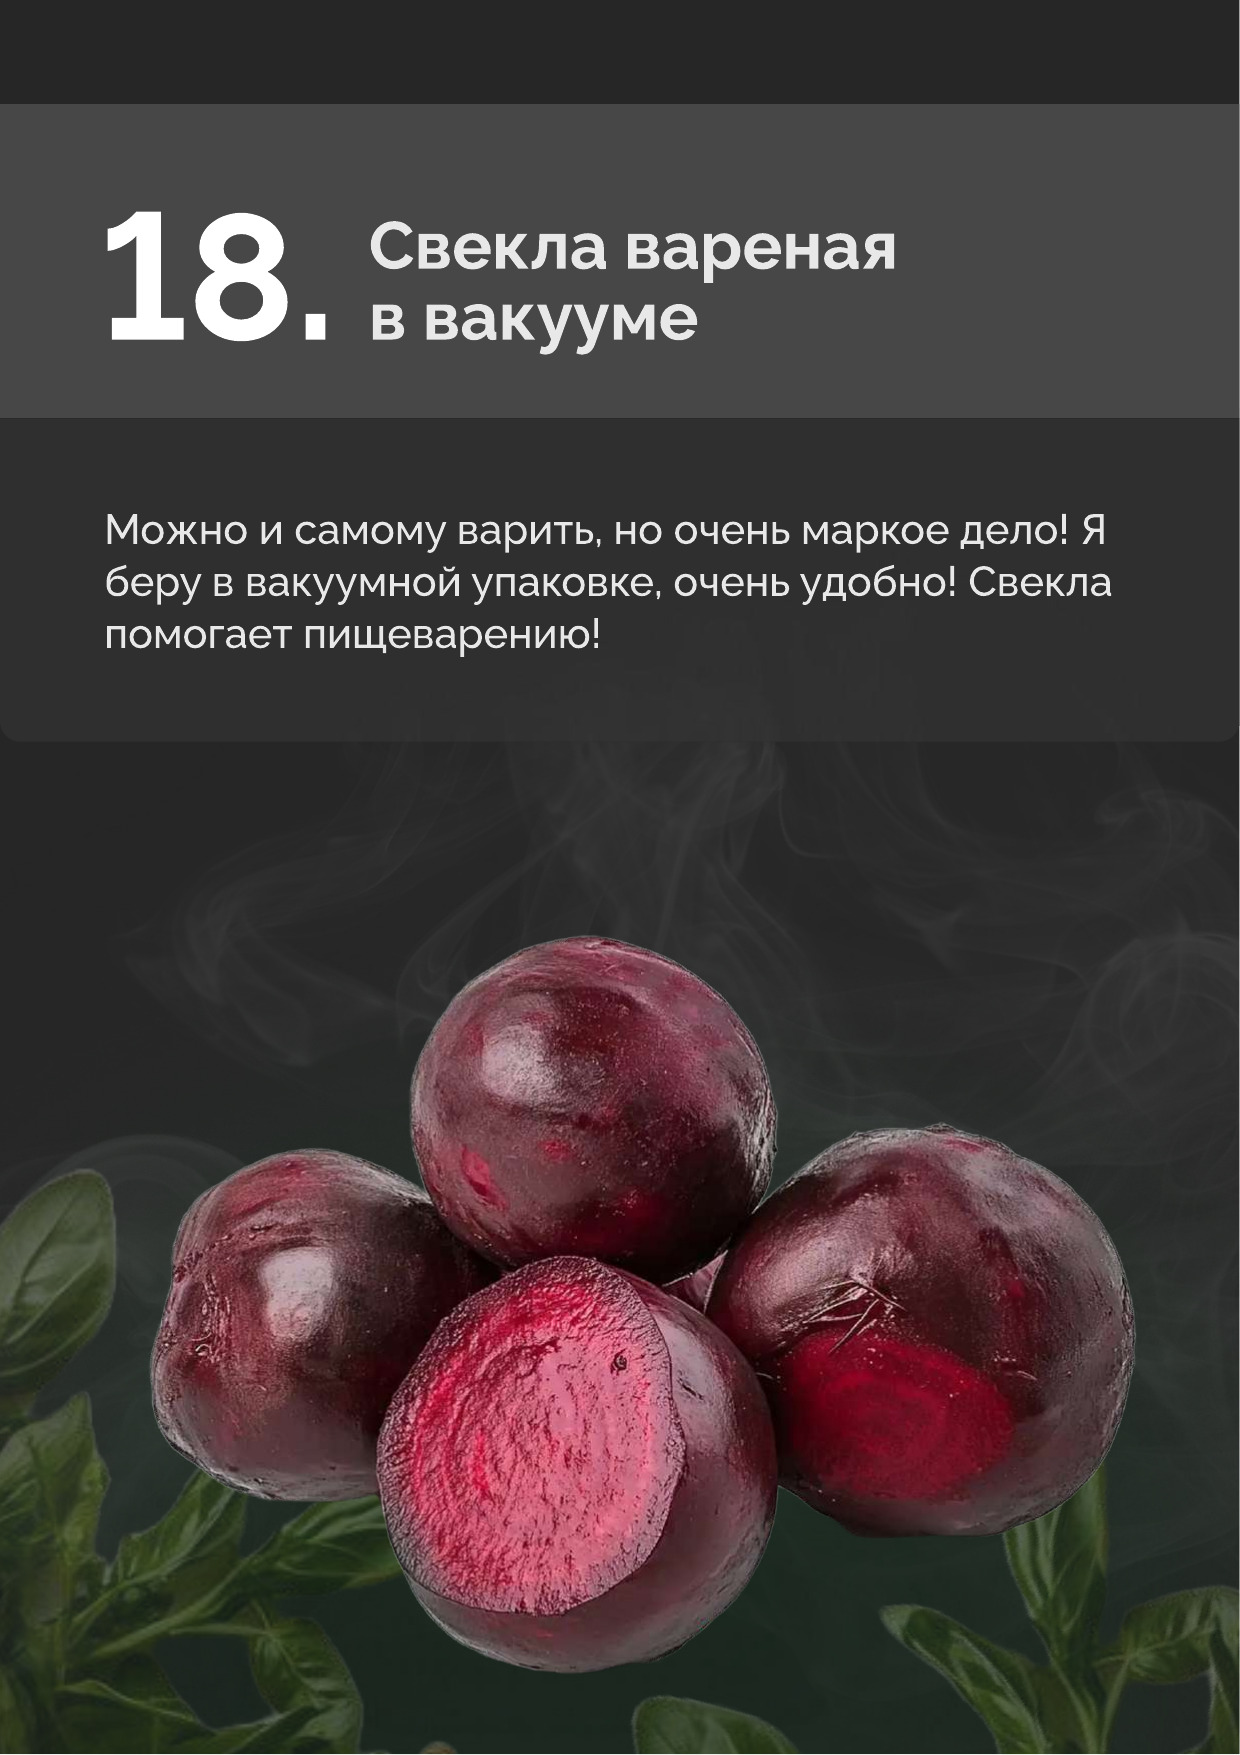 18.
Свекла вареная
в вакууме
Можно и самому варить, но очень маркое дело! Я
беру в вакуумной упаковке, очень удобно! Свекла
помогает пищеварению!